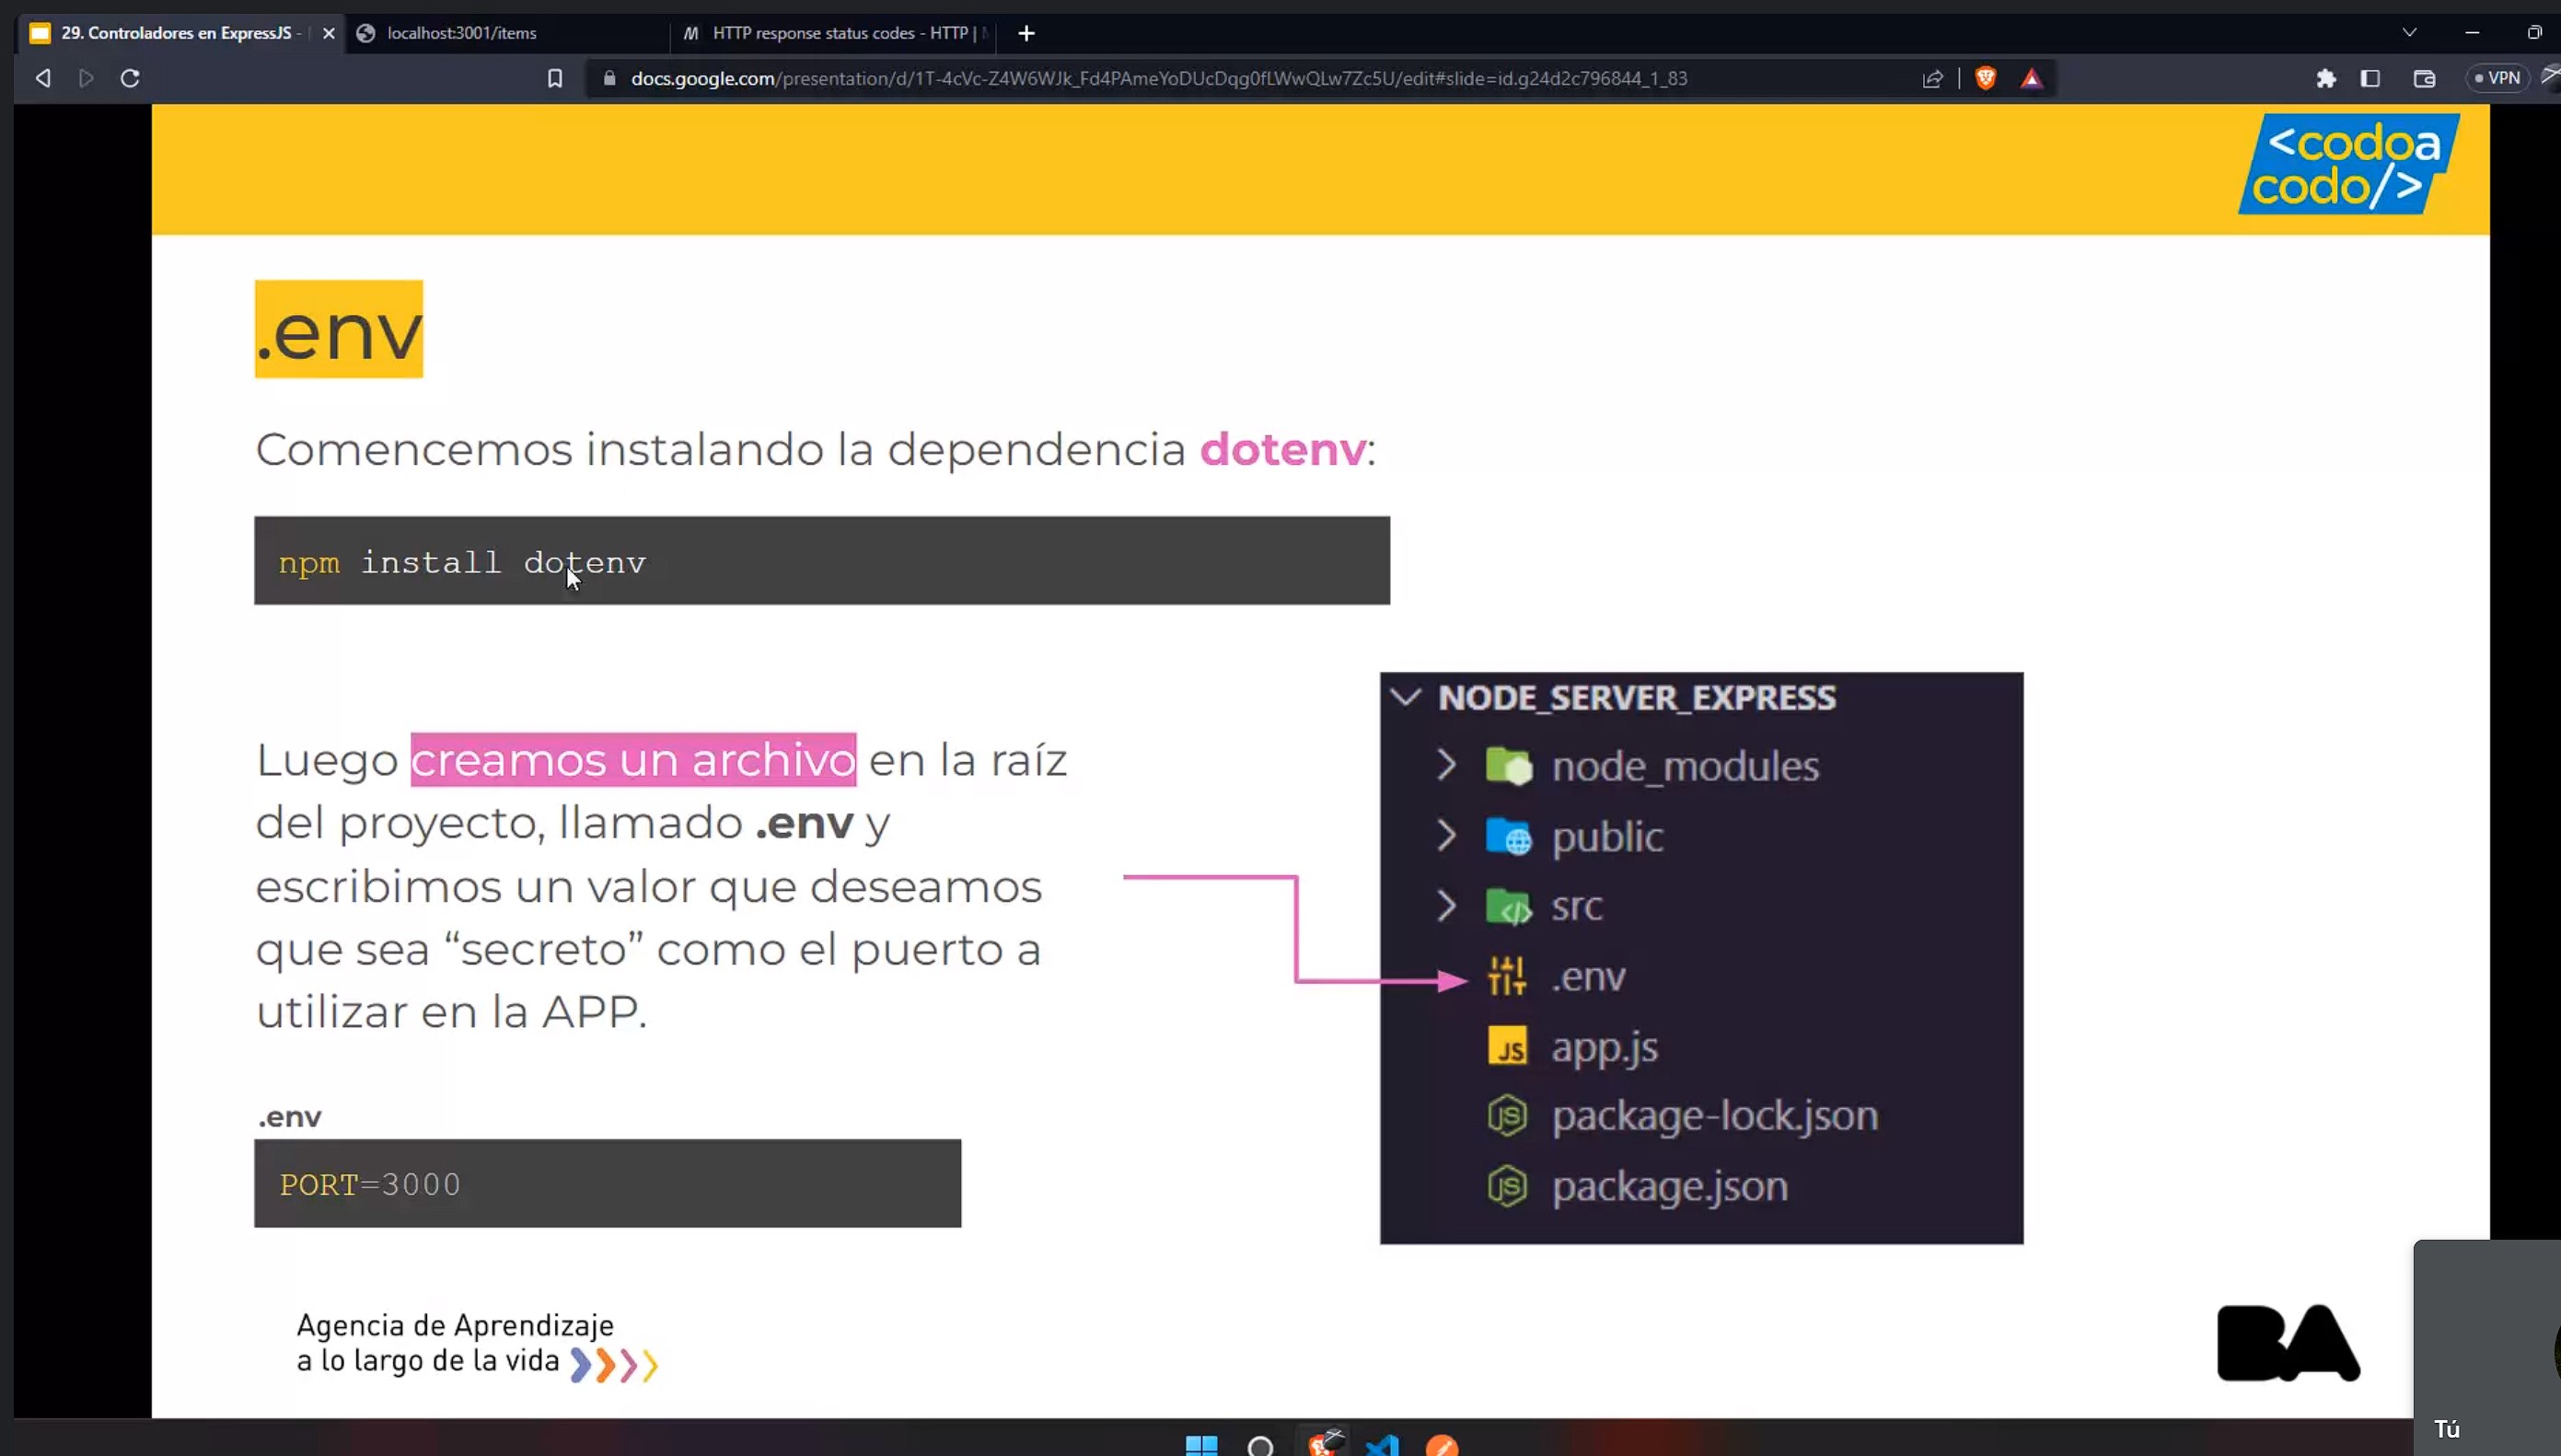 29. Controladores en ExpressJS -
localhost:3001/items
HTTP response status codes - HTTP |
docs.google.com/presentation/d/1T-4cVc-Z4W6WJk_Fd4PAmeYoDUcDqg0fLWwQLw7Zc5U/edit#slide=id.g24d2c796844_1_83
VPN
<codoa
codo/>
.env
Comencemos instalando la dependencia dotenv:
npm install dotenv
Luego creamos un archivo en la raíz
del proyecto, llamado .env y
escribimos un valor que deseamos
que sea “secreto” como el puerto a
utilizar en la APP.
.env
PORT=3000
NODE_SERVER_EXPRESS
node_modules
public
src
.env
JS app.js
JS package-lock.json
JS package.json
Agencia de Aprendizaje
a lo largo de la vida
BA
Tú